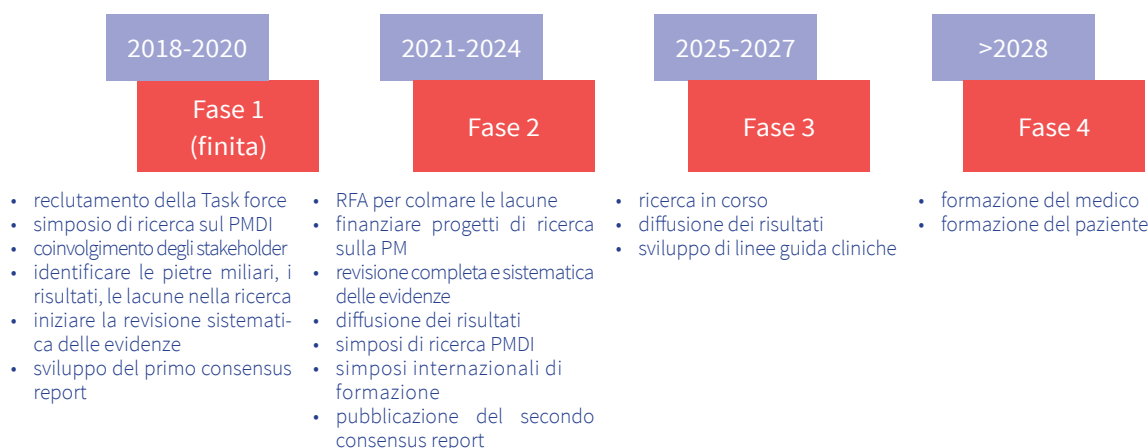 2018-2020
Fase 1
(finita)
• reclutamento della Task force
• simposio di ricerca sul PMDI
• coinvolgimento degli stakeholder
• identificare le pietre miliari, i
risultati, le lacune nella ricerca
• iniziare la revisione sistemati-
ca delle evidenze
• sviluppo del primo consensus
report
2021-2024
Fase 2
• RFA per colmare le lacune
• finanziare progetti di ricerca
sulla PM
• revisione completa e sistematica
delle evidenze
• diffusione dei risultati
• simposi di ricerca PMDI
• simposi internazionali di
formazione
• pubblicazione del secondo
consensus report
2025-2027
Fase 3
• ricerca in corso
• diffusione dei risultati
• sviluppo di linee guida cliniche
>2028
Fase 4
• formazione del medico
• formazione del paziente